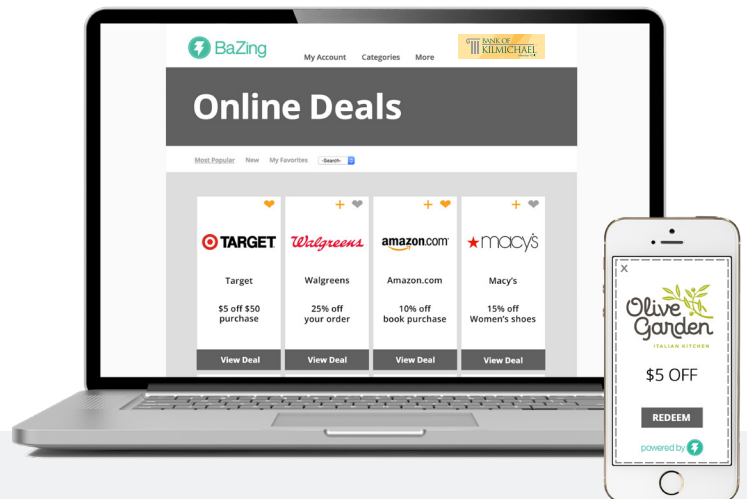 BaZing
My Account Categories More
BANK OF
KILMICHAEL
Online Deals
Most Popular New My Favorites -Search-
TARGET
Walgreens
amazon.com
macy's
Target
Walgreens
Amazon.com
Macy's
$5 off $50
purchase
25% off
your order
10% off
book purchase
15% off
Women's shoes
View Deal
View Deal
View Deal
View Deal
X
Olive
Garden
ITALIAN KITCHEN
$5 OFF
REDEEM
powered by